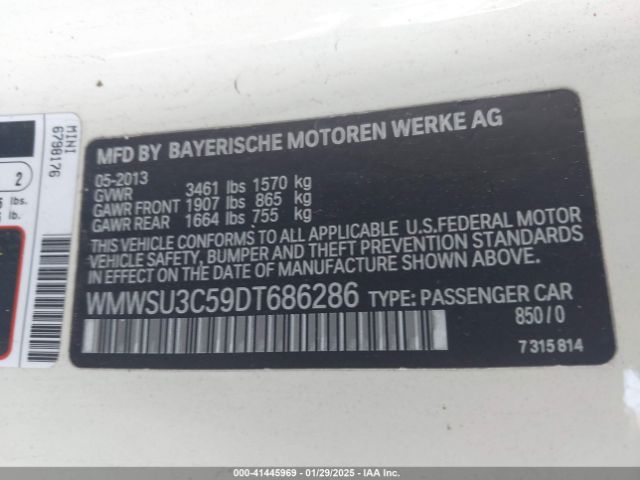 MINI
6798176
2
lbs.
lb.
MFD BY BAYERISCHE MOTOREN WERKE AG
05-2013
GVWR 3461 lbs 1570 kg
GAWR FRONT 1907 lbs 865 kg
GAWR REAR 1664 lbs 755 kg
THIS VEHICLE CONFORMS TO ALL APPLICABLE U.S.FEDERAL MOTOR
VEHICLE SAFETY, BUMPER AND THEFT PREVENTION STANDARDS
IN EFFECT ON THE DATE OF MANUFACTURE SHOWN ABOVE.
WMWSU3C59DT686286 TYPE: PASSENGER CAR
850 / 0
7 315 814
000-41445969 - 01/29/2025 - IAAI.COM